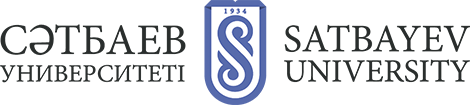 СӘТБАЕВ
УНИВЕРСИТЕТІ
1934
SATBAYEV
UNIVERSITY